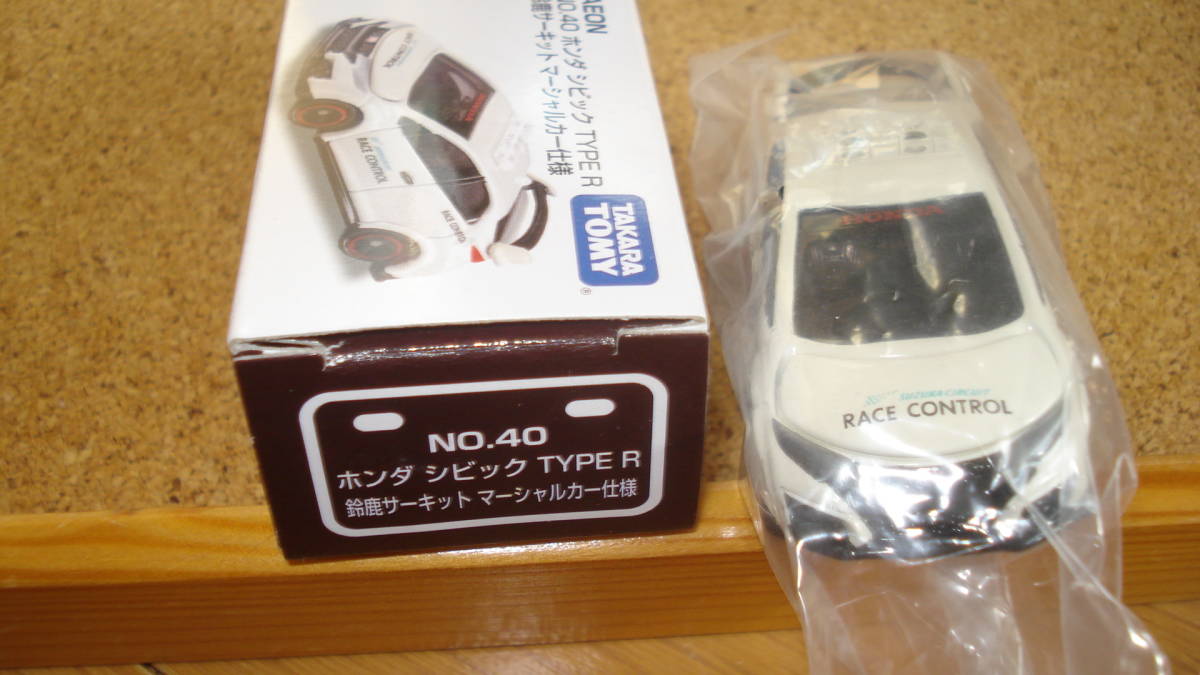 AEON
NO.40 ホンダ シビック TYPE R
鈴鹿サーキット マーシャルカー仕様
RACE CONTROL
TAKARA
TOMY
®
NO.40
ホンダ シビック TYPE R
鈴鹿サーキット マーシャルカー仕様
HONDA
SUZUKA CIRCUIT
RACE CONTROL